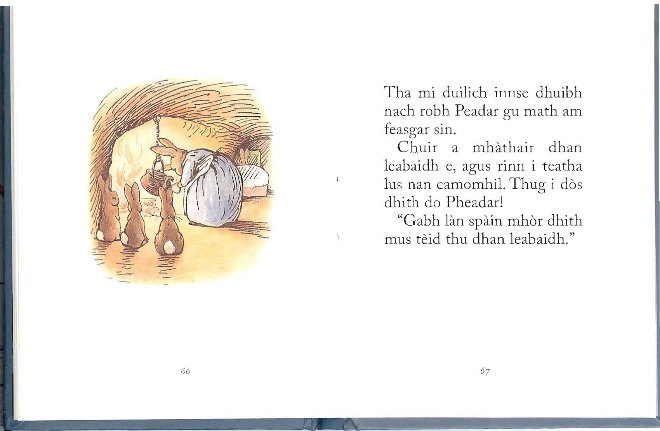 Tha mi duilich innse dhuibh
nach robh Peadar gu math am
feasgar sin.
Chuir a mhàthair dhan
leabaidh e, agus rinn i teatha
lus nan camomhil. Thug i dòs
dhith do Pheadar!
“Gabh làn spàin mhòr dhith
mus tèid thu dhan leabaidh.”
66
67